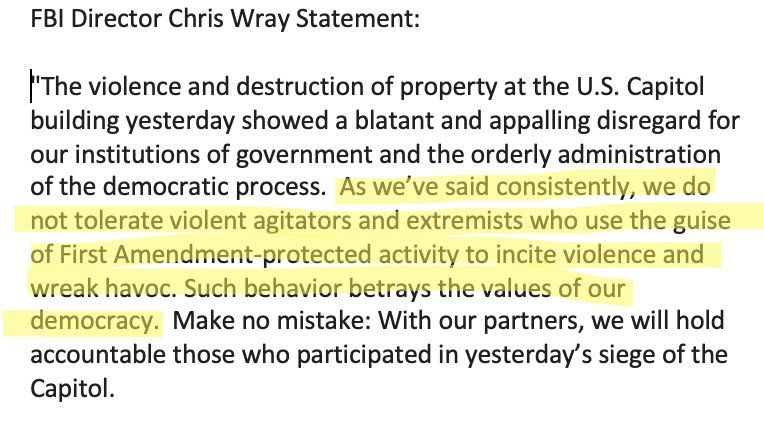 FBI Director Chris Wray Statement:
"The violence and destruction of property at the U.S. Capitol
building yesterday showed a blatant and appalling disregard for
our institutions of government and the orderly administration
of the democratic process.  As we’ve said consistently, we do
not tolerate violent agitators and extremists who use the guise
of First Amendment-protected activity to incite violence and
wreak havoc. Such behavior betrays the values of our
democracy.  Make no mistake: With our partners, we will hold
accountable those who participated in yesterday’s siege of the
Capitol.